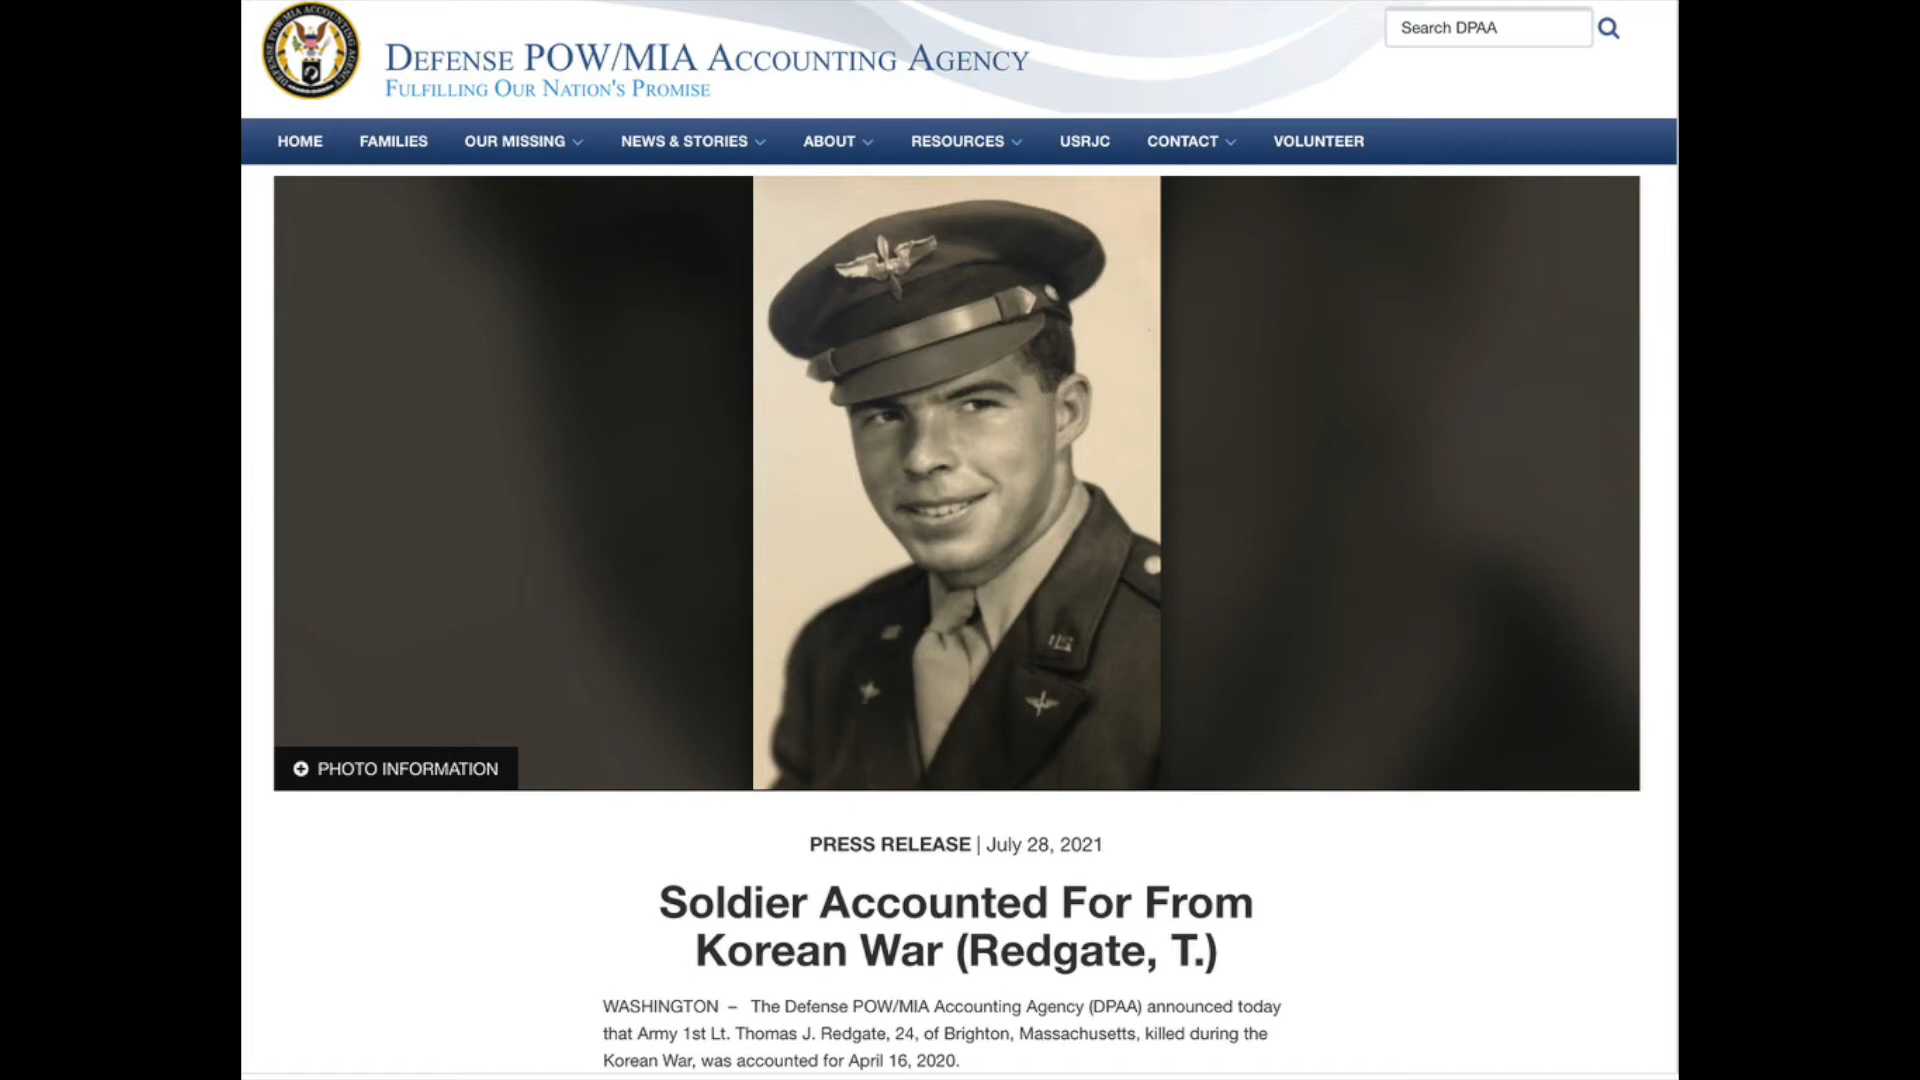 DEFENSE POW/MIA ACCOUNTING AGENCY
FULFILLING OUR NATION'S PROMISE
Search DPAA
HOME FAMILIES OUR MISSING NEWS & STORIES ABOUT RESOURCES USRJC CONTACT VOLUNTEER
US
PHOTO INFORMATION
PRESS RELEASE | July 28, 2021
Soldier Accounted For From
Korean War (Redgate, T.)
WASHINGTON – The Defense POW/MIA Accounting Agency (DPAA) announced today
that Army 1st Lt. Thomas J. Redgate, 24, of Brighton, Massachusetts, killed during the
Korean War, was accounted for April 16, 2020.